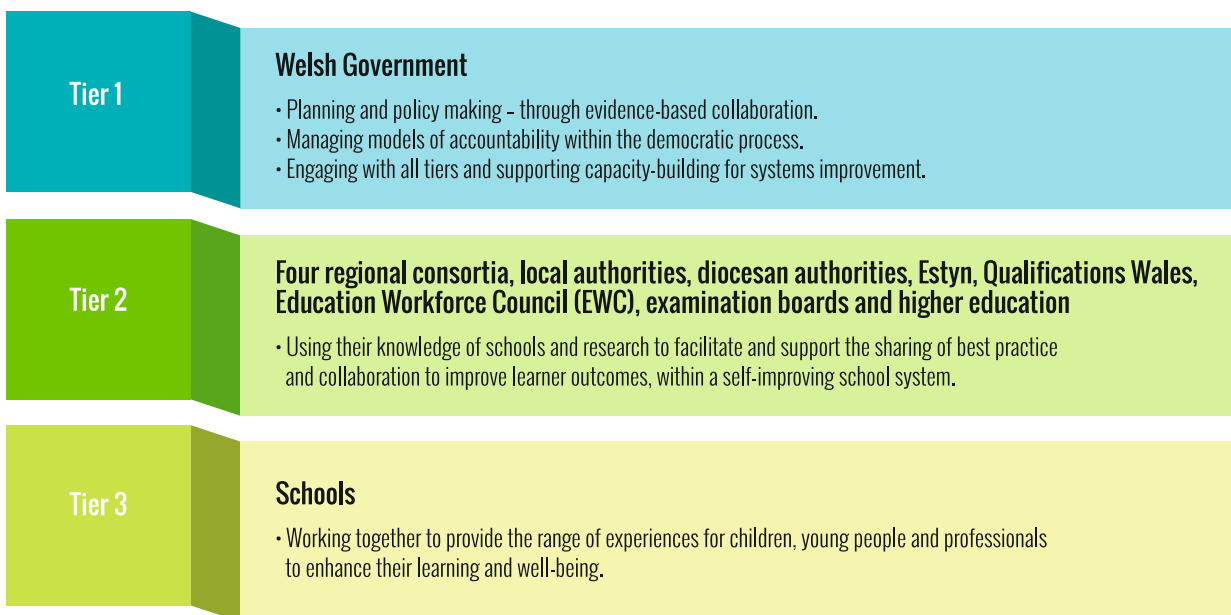 Tier 1
Welsh Government
• Planning and policy making – through evidence-based collaboration.
• Managing models of accountability within the democratic process.
• Engaging with all tiers and supporting capacity-building for systems improvement.
Tier 2
Four regional consortia, local authorities, diocesan authorities, Estyn, Qualifications Wales,
Education Workforce Council (EWC), examination boards and higher education
• Using their knowledge of schools and research to facilitate and support the sharing of best practice
and collaboration to improve learner outcomes, within a self-improving school system.
Tier 3
Schools
• Working together to provide the range of experiences for children, young people and professionals
to enhance their learning and well-being.